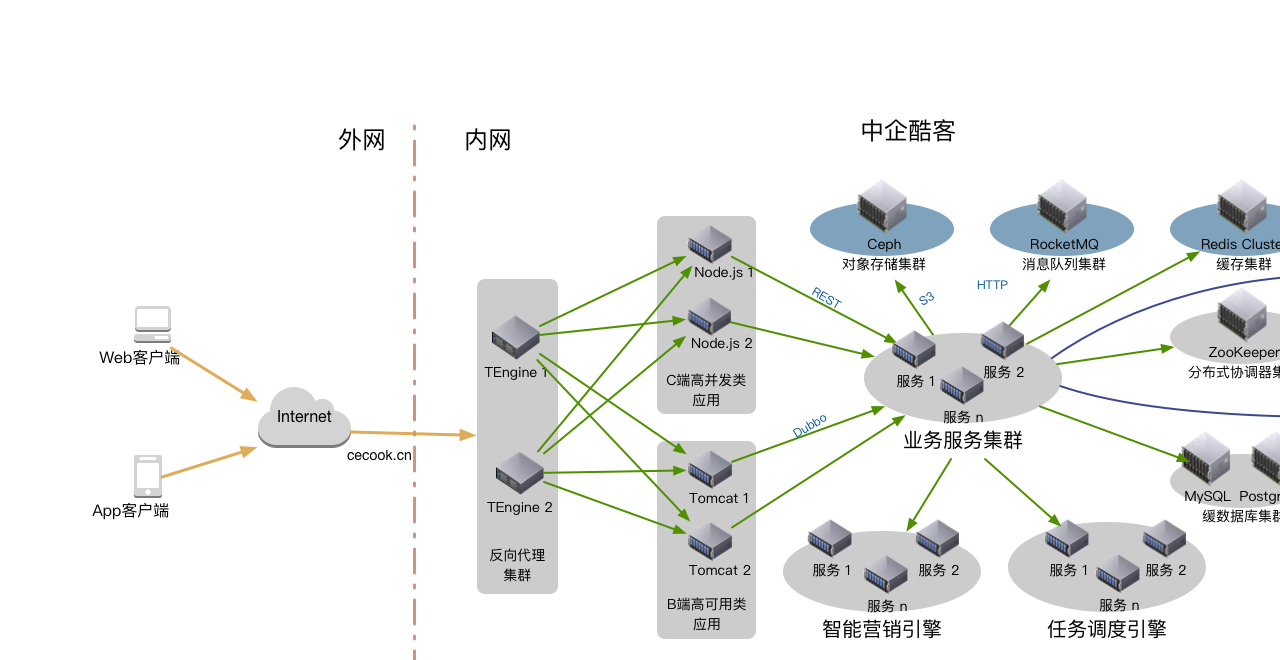 中企酷客
外网
内网
Ceph
对象存储集群
RocketMQ
消息队列集群
Redis Cluste
缓存集群
Node.js 1
REST
S3
HTTP
Node.js 2
Web客户端
TEngine 1
服务 1
服务 2
服务 n
ZooKeeper
分布式协调器集
C端高并发类
应用
Internet
Dubbo
业务服务集群
cecook.cn
App客户端
TEngine 2
Tomcat 1
MySQL
Postgr
缓数据库集群
反向代理
集群
Tomcat 2
B端高可用类
应用
服务 1
服务 2
服务 n
智能营销引擎
服务 1
服务 2
服务 n
任务调度引擎